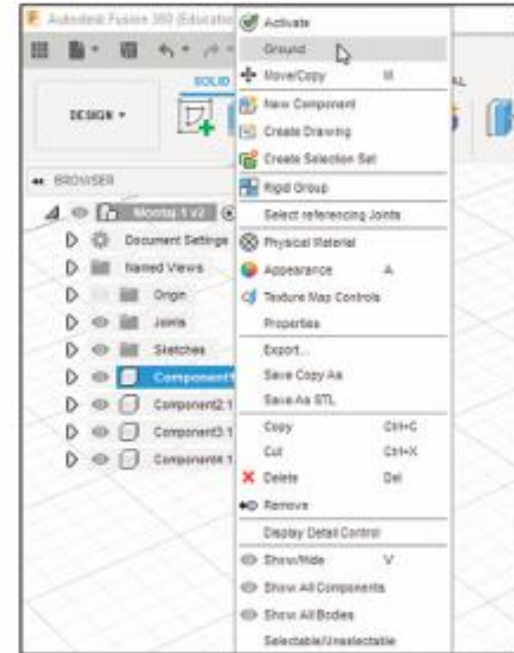 Autodesk Fusion 360 (Educatio
SOLID
DESIGN
BROWSER
Document Settings
Named Views
Origin
Joints
Sketches
Component1
Component2:1
Component3:1
Component4:1
Activate
Ground
Move/Copy M
New Component
Create Drawing
Create Selection Set
Rigid Group
Select referencing Joints
Physical Material
Appearance A
Texture Map Controls
Properties
Export...
Save Copy As
Save As STL
Copy Ctrl+C
Cut Ctrl+X
Delete Del
Remove
Display Detail Control
Show/Hide V
Show All Components
Show All Bodies
Selectable/Unselectable
AL